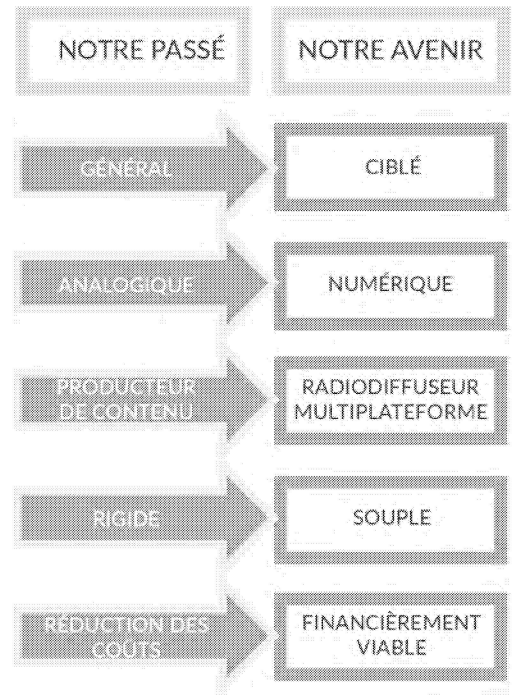 NOTRE PASSÉ
NOTRE AVENIR
GÉNÉRAL
CIBLÉ
ANALOGIQUE
NUMÉRIQUE
PRODUCTEUR
DE CONTENU
RADIODIFFUSEUR
MULTIPLATEFORME
RIGIDE
SOUPLE
RÉDUCTION DES
COÛTS
FINANCIÈREMENT
VIABLE